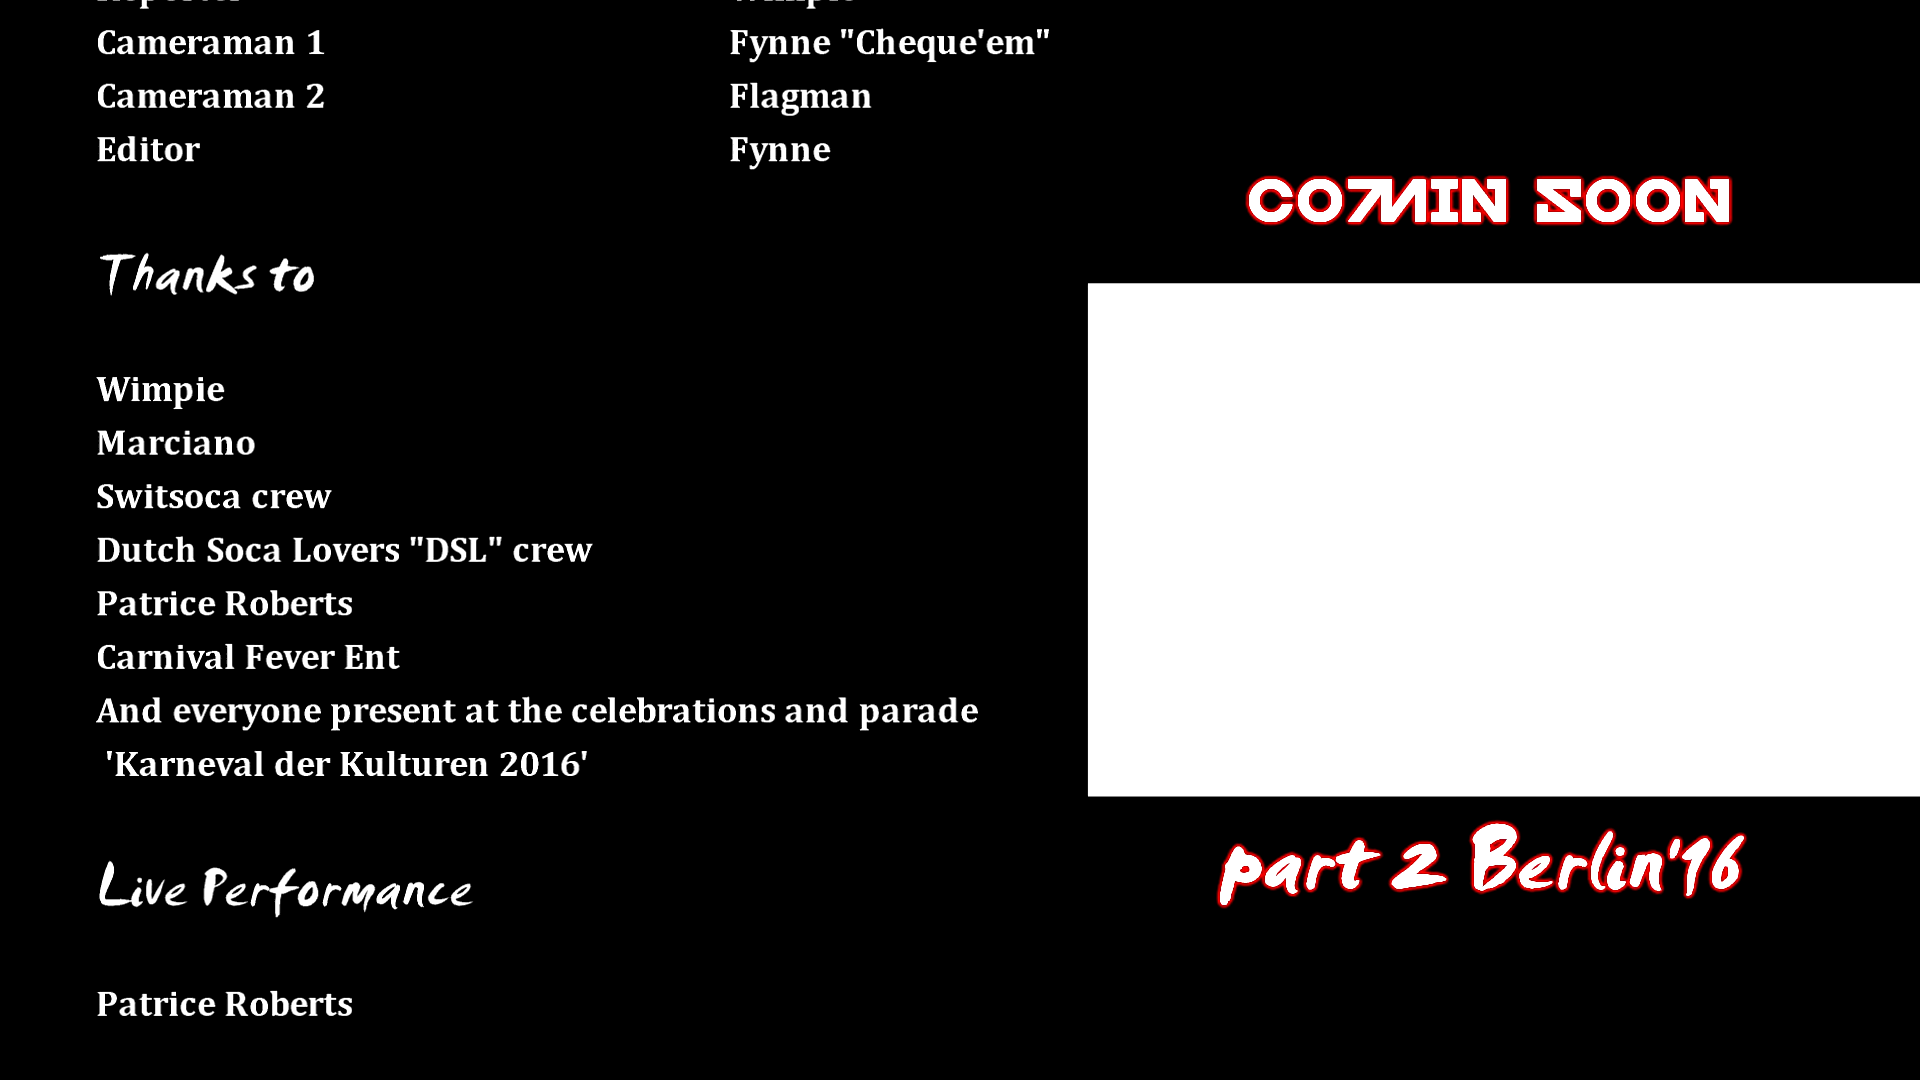 Cameraman 1 Fynne "Cheque'em"
Cameraman 2 Flagman
Editor Fynne
COMIN SOON
Thanks to
Wimpie
Marciano
Switsoca crew
Dutch Soca Lovers "DSL" crew
Patrice Roberts
Carnival Fever Ent
And everyone present at the celebrations and parade
'Karneval der Kulturen 2016'
part 2 Berlin'16
Live Performance
Patrice Roberts